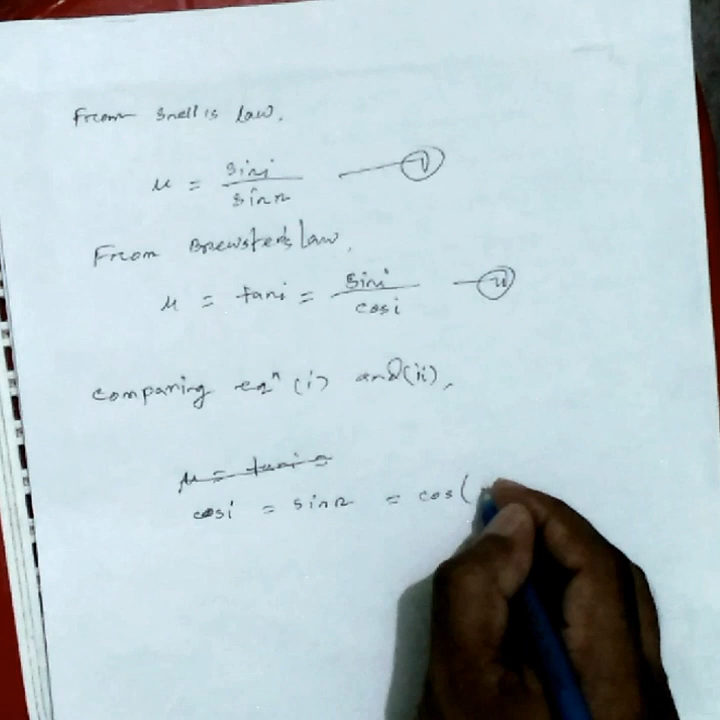 From Snell's law,
μ = sini / sinr —— (i)
From Brewster's law,
μ = tani = sini / cosi —— (ii)
comparing eqⁿ (i) and (ii),
μ = tani =
cosi = sinr = cos(